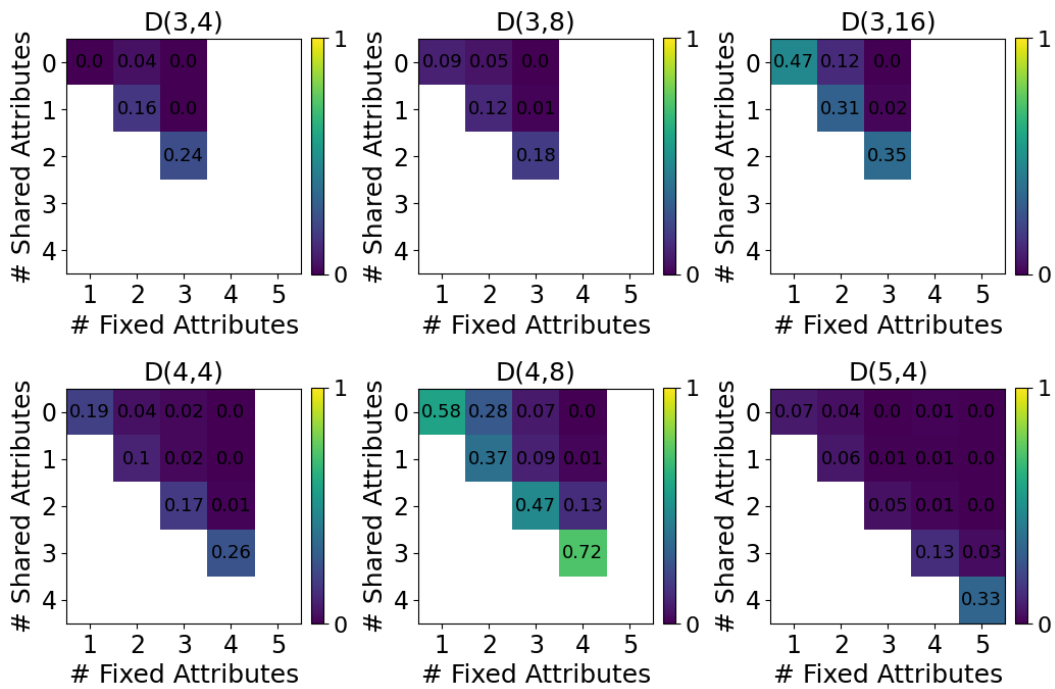 D(3,4)
# Shared Attributes
0
1
2
3
4
0.0 0.04 0.0
0.16 0.0
0.24
1
0
1 2 3 4 5
# Fixed Attributes
D(3,8)
# Shared Attributes
0
1
2
3
4
0.09 0.05 0.0
0.12 0.01
0.18
1
0
1 2 3 4 5
# Fixed Attributes
D(3,16)
# Shared Attributes
0
1
2
3
4
0.47 0.12 0.0
0.31 0.02
0.35
1
0
1 2 3 4 5
# Fixed Attributes
D(4,4)
# Shared Attributes
0
1
2
3
4
0.19 0.04 0.02 0.0
0.1 0.02 0.0
0.17 0.01
0.26
1
0
1 2 3 4 5
# Fixed Attributes
D(4,8)
# Shared Attributes
0
1
2
3
4
0.58 0.28 0.07 0.0
0.37 0.09 0.01
0.47 0.13
0.72
1
0
1 2 3 4 5
# Fixed Attributes
D(5,4)
# Shared Attributes
0
1
2
3
4
0.07 0.04 0.0 0.01 0.0
0.06 0.01 0.01 0.0
0.05 0.01 0.0
0.13 0.03
0.33
1
0
1 2 3 4 5
# Fixed Attributes